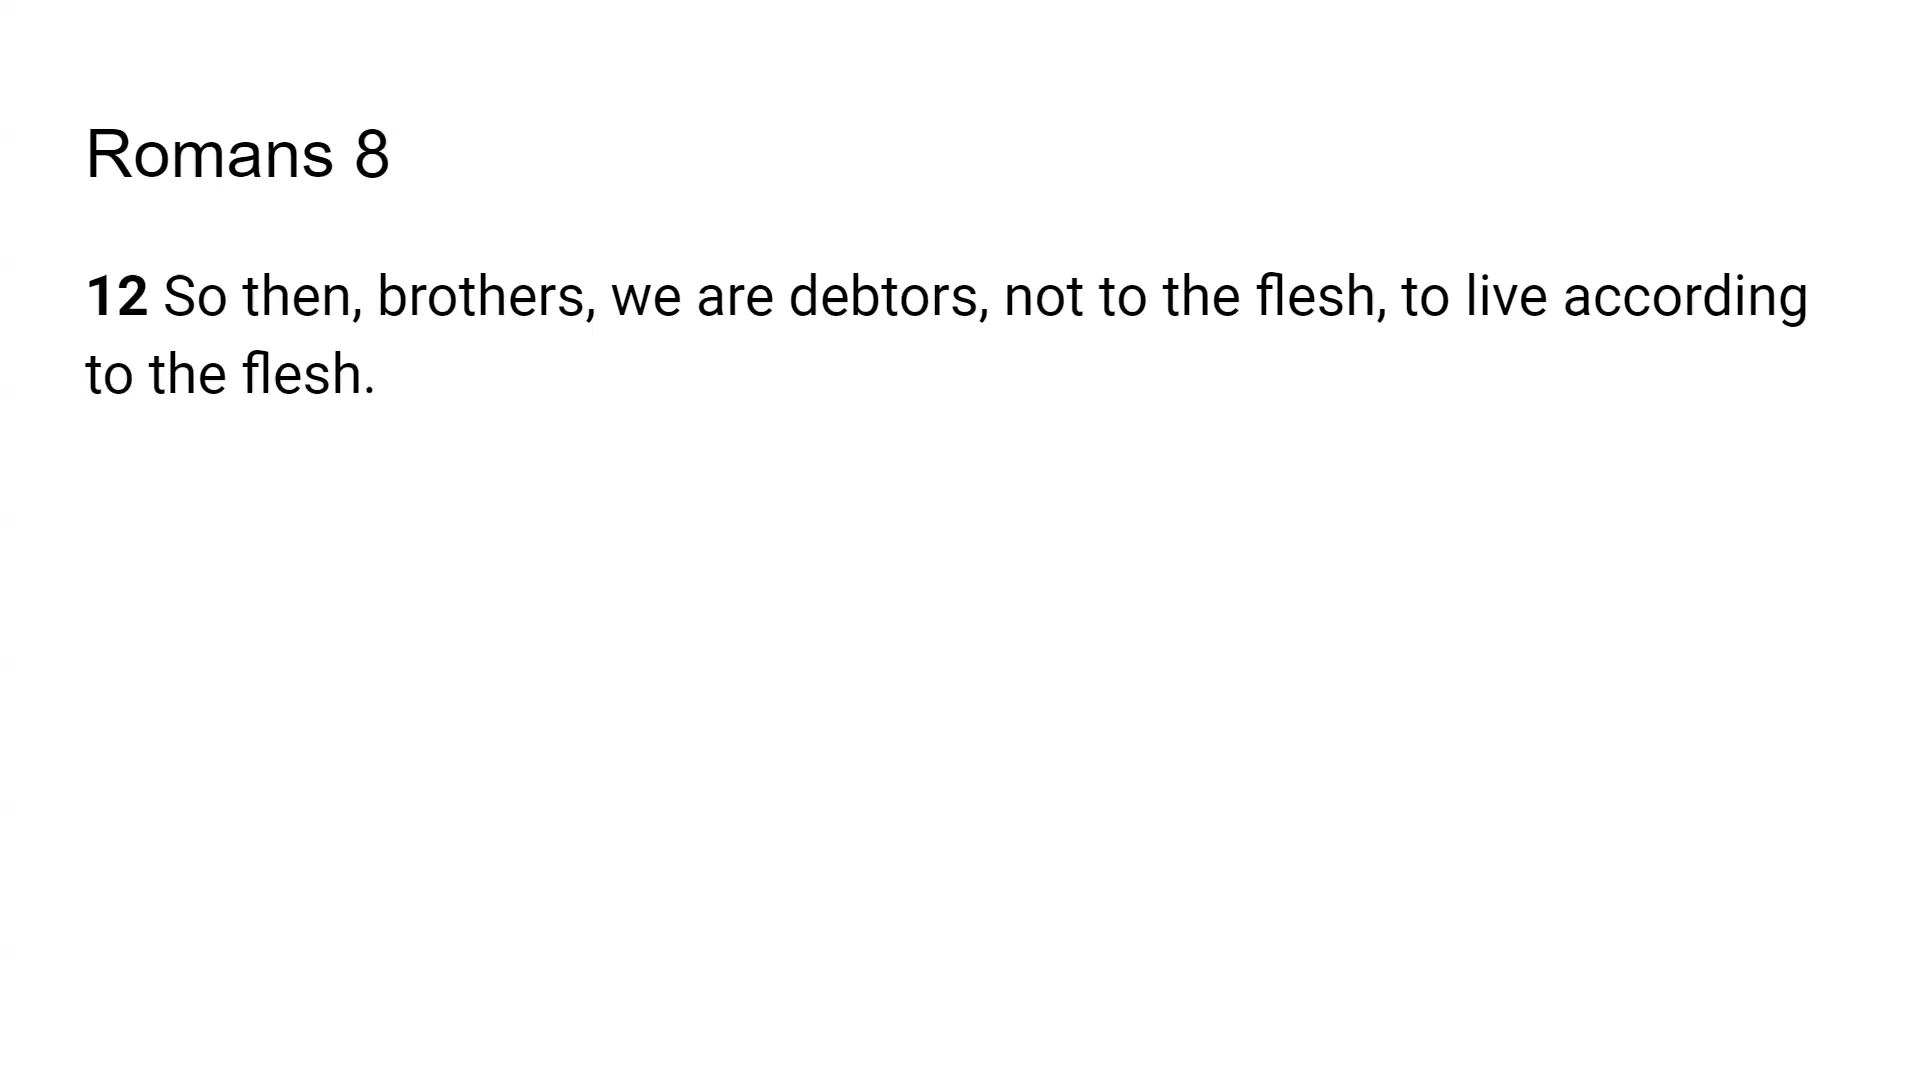 Romans 8
12 So then, brothers, we are debtors, not to the flesh, to live according
to the flesh.